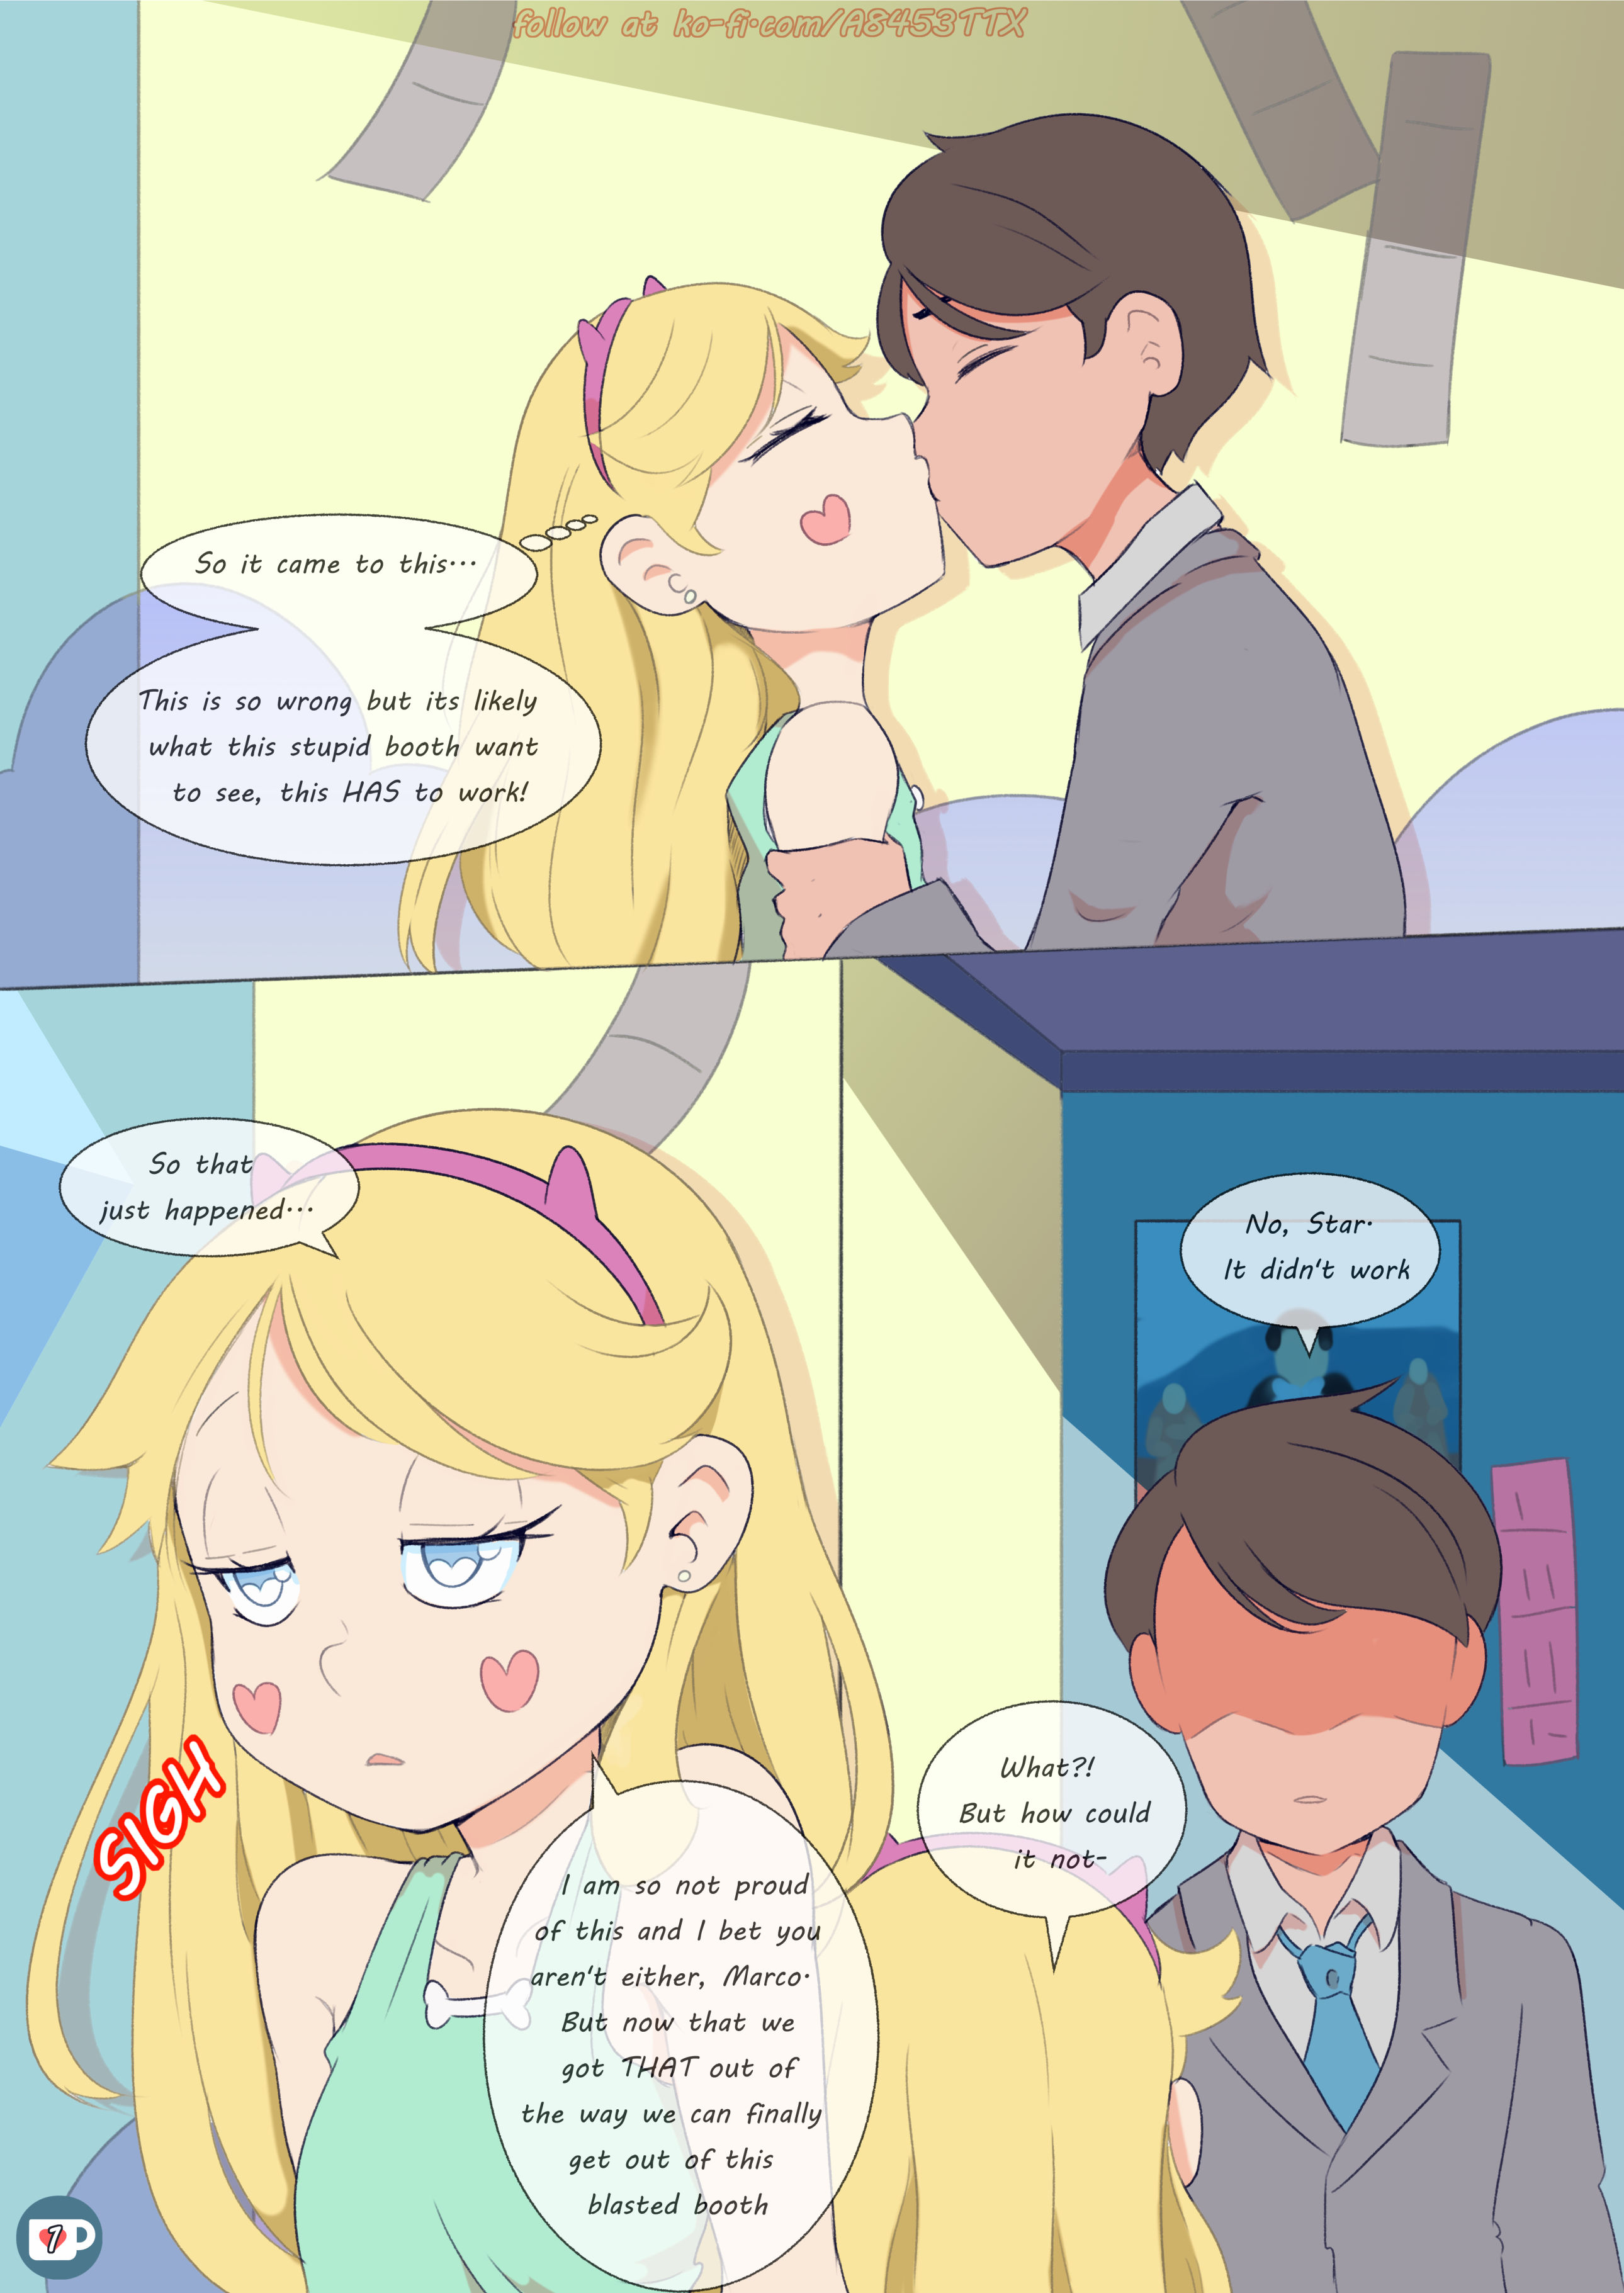 follow at ko-fi.com/A8453TTX
So it came to this...
This is so wrong but its likely
what this stupid booth want
to see, this HAS to work!
So that
just happened...
No, Star.
It didn't work
SIGH
I am so not proud
of this and I bet you
aren't either, Marco.
But now that we
got THAT out of
the way we can finally
get out of this
blasted booth
What?!
But how could
it not-
7